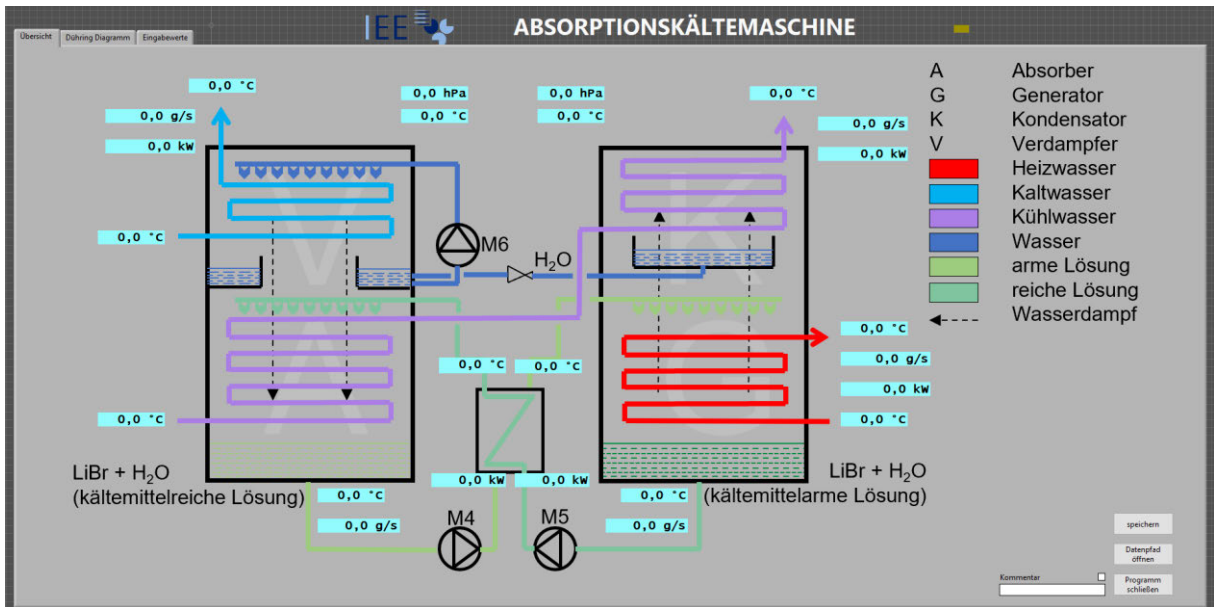 IEE
ABSORPTIONSKÄLTEMASCHINE
Übersicht
Dühring Diagramm
Eingabewerte
0,0 °C
0,0 hPa
0,0 hPa
0,0 °C
0,0 g/s
0,0 °C
0,0 °C
0,0 g/s
0,0 kW
0,0 kW
A Absorber
G Generator
K Kondensator
V Verdampfer
Heizwasser
Kaltwasser
Kühlwasser
Wasser
arme Lösung
reiche Lösung
Wasserdampf
V
K
0,0 °C
M6
H₂O
A
G
0,0 °C
0,0 g/s
0,0 kW
0,0 °C
0,0 °C
0,0 °C
0,0 °C
LiBr + H₂O
(kältemittelreiche Lösung)
LiBr + H₂O
(kältemittelarme Lösung)
0,0 kW
0,0 kW
0,0 °C
0,0 g/s
0,0 °C
0,0 g/s
M4
M5
speichern
Datenpfad
öffnen
Kommentar
Programm
schließen